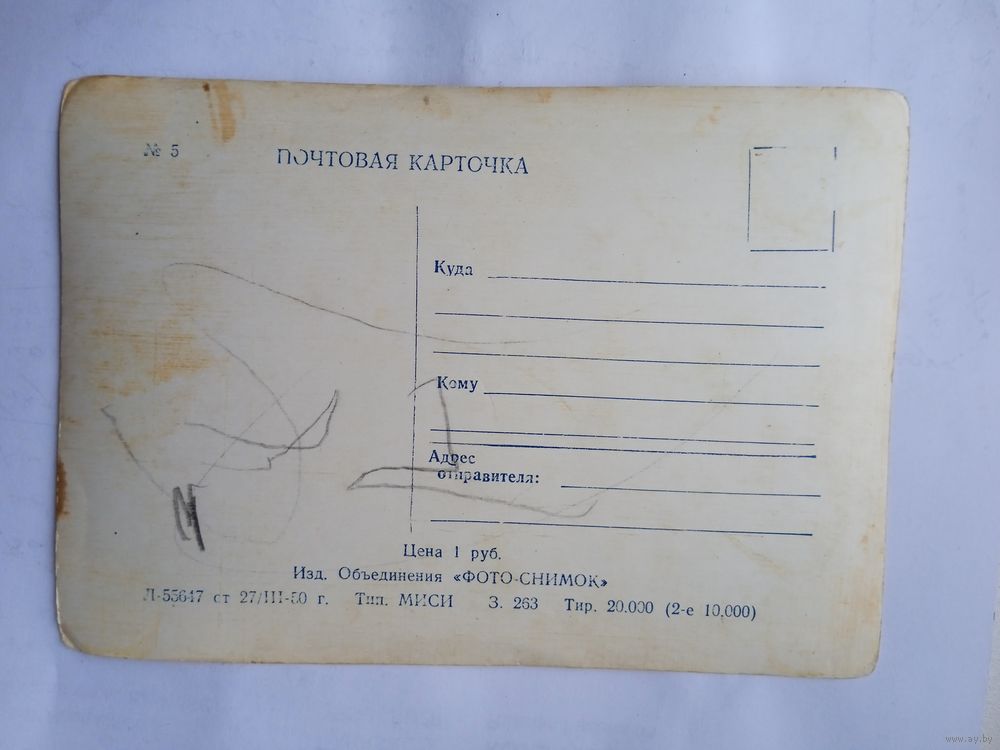 № 5
ПОЧТОВАЯ КАРТОЧКА
Куда
Кому
Адрес
отправителя:
Цена 1 руб.
Изд. Объединения «ФОТО-СНИМОК»
Л-55647 от 27/III-50 г. Тип. МИСИ З. 263 Тир. 20.000 (2-е 10.000)
www.ay.by